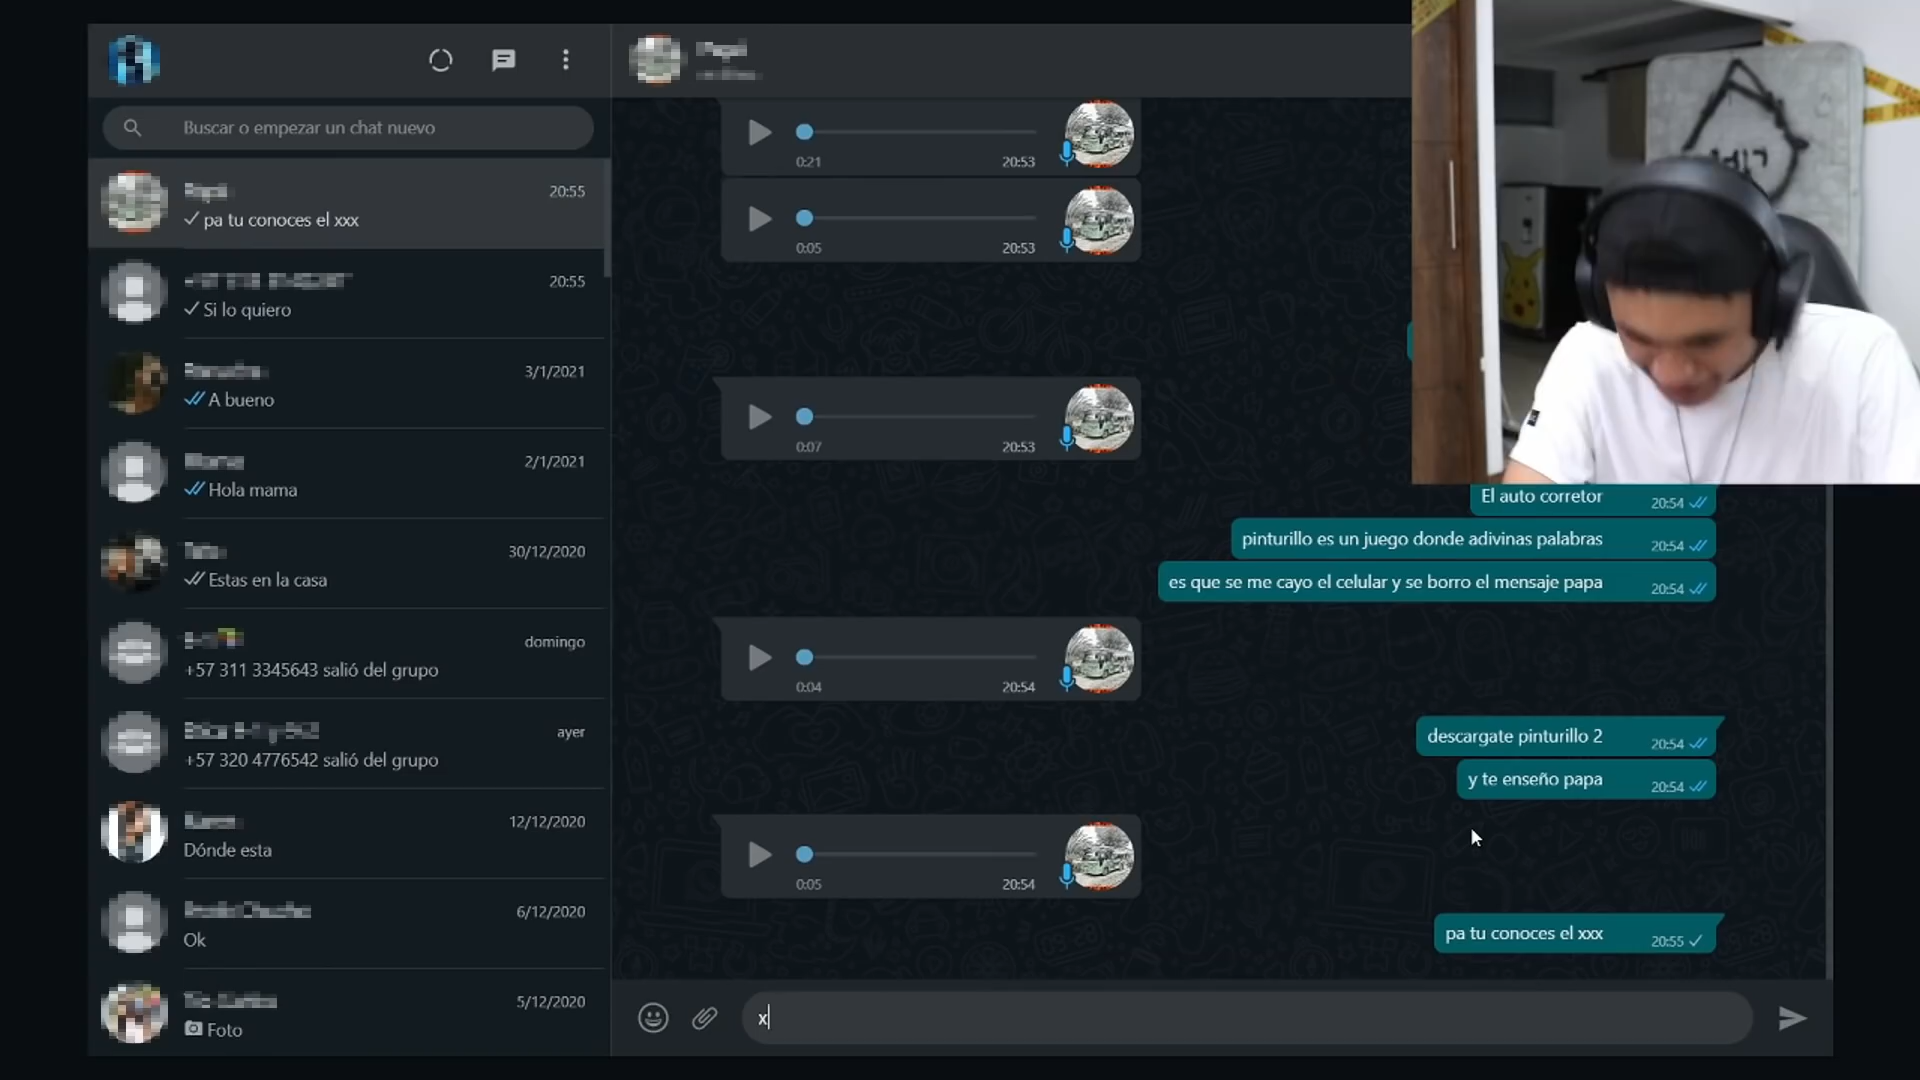 Buscar o empezar un chat nuevo
20:55
pa tu conoces el xxx
20:55
Si lo quiero
3/1/2021
A bueno
2/1/2021
Hola mama
30/12/2020
Estas en la casa
domingo
+57 311 3345643 salió del grupo
ayer
+57 320 4776542 salió del grupo
12/12/2020
Dónde esta
6/12/2020
Ok
5/12/2020
Foto
0:21 20:53
0:05 20:53
0:07 20:53
El auto corretor 20:54
pinturillo es un juego donde adivinas palabras 20:54
es que se me cayo el celular y se borro el mensaje papa 20:54
0:04 20:54
descargate pinturillo 2 20:54
y te enseño papa 20:54
0:05 20:54
pa tu conoces el xxx 20:55
x